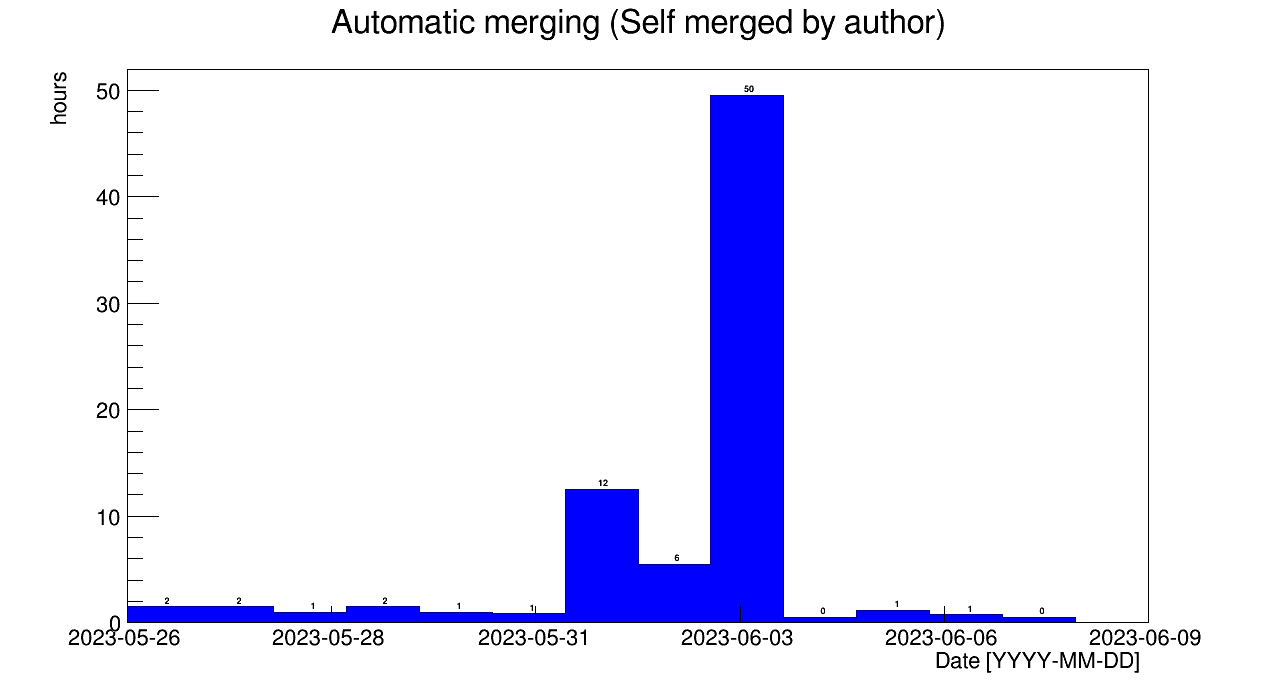 Automatic merging (Self merged by author)
hours
50
40
30
20
10
0
2 2 1 2 1 1 12 6 50 0 1 1 0
2023-05-26 2023-05-28 2023-05-31 2023-06-03 2023-06-06 2023-06-09
Date [YYYY-MM-DD]